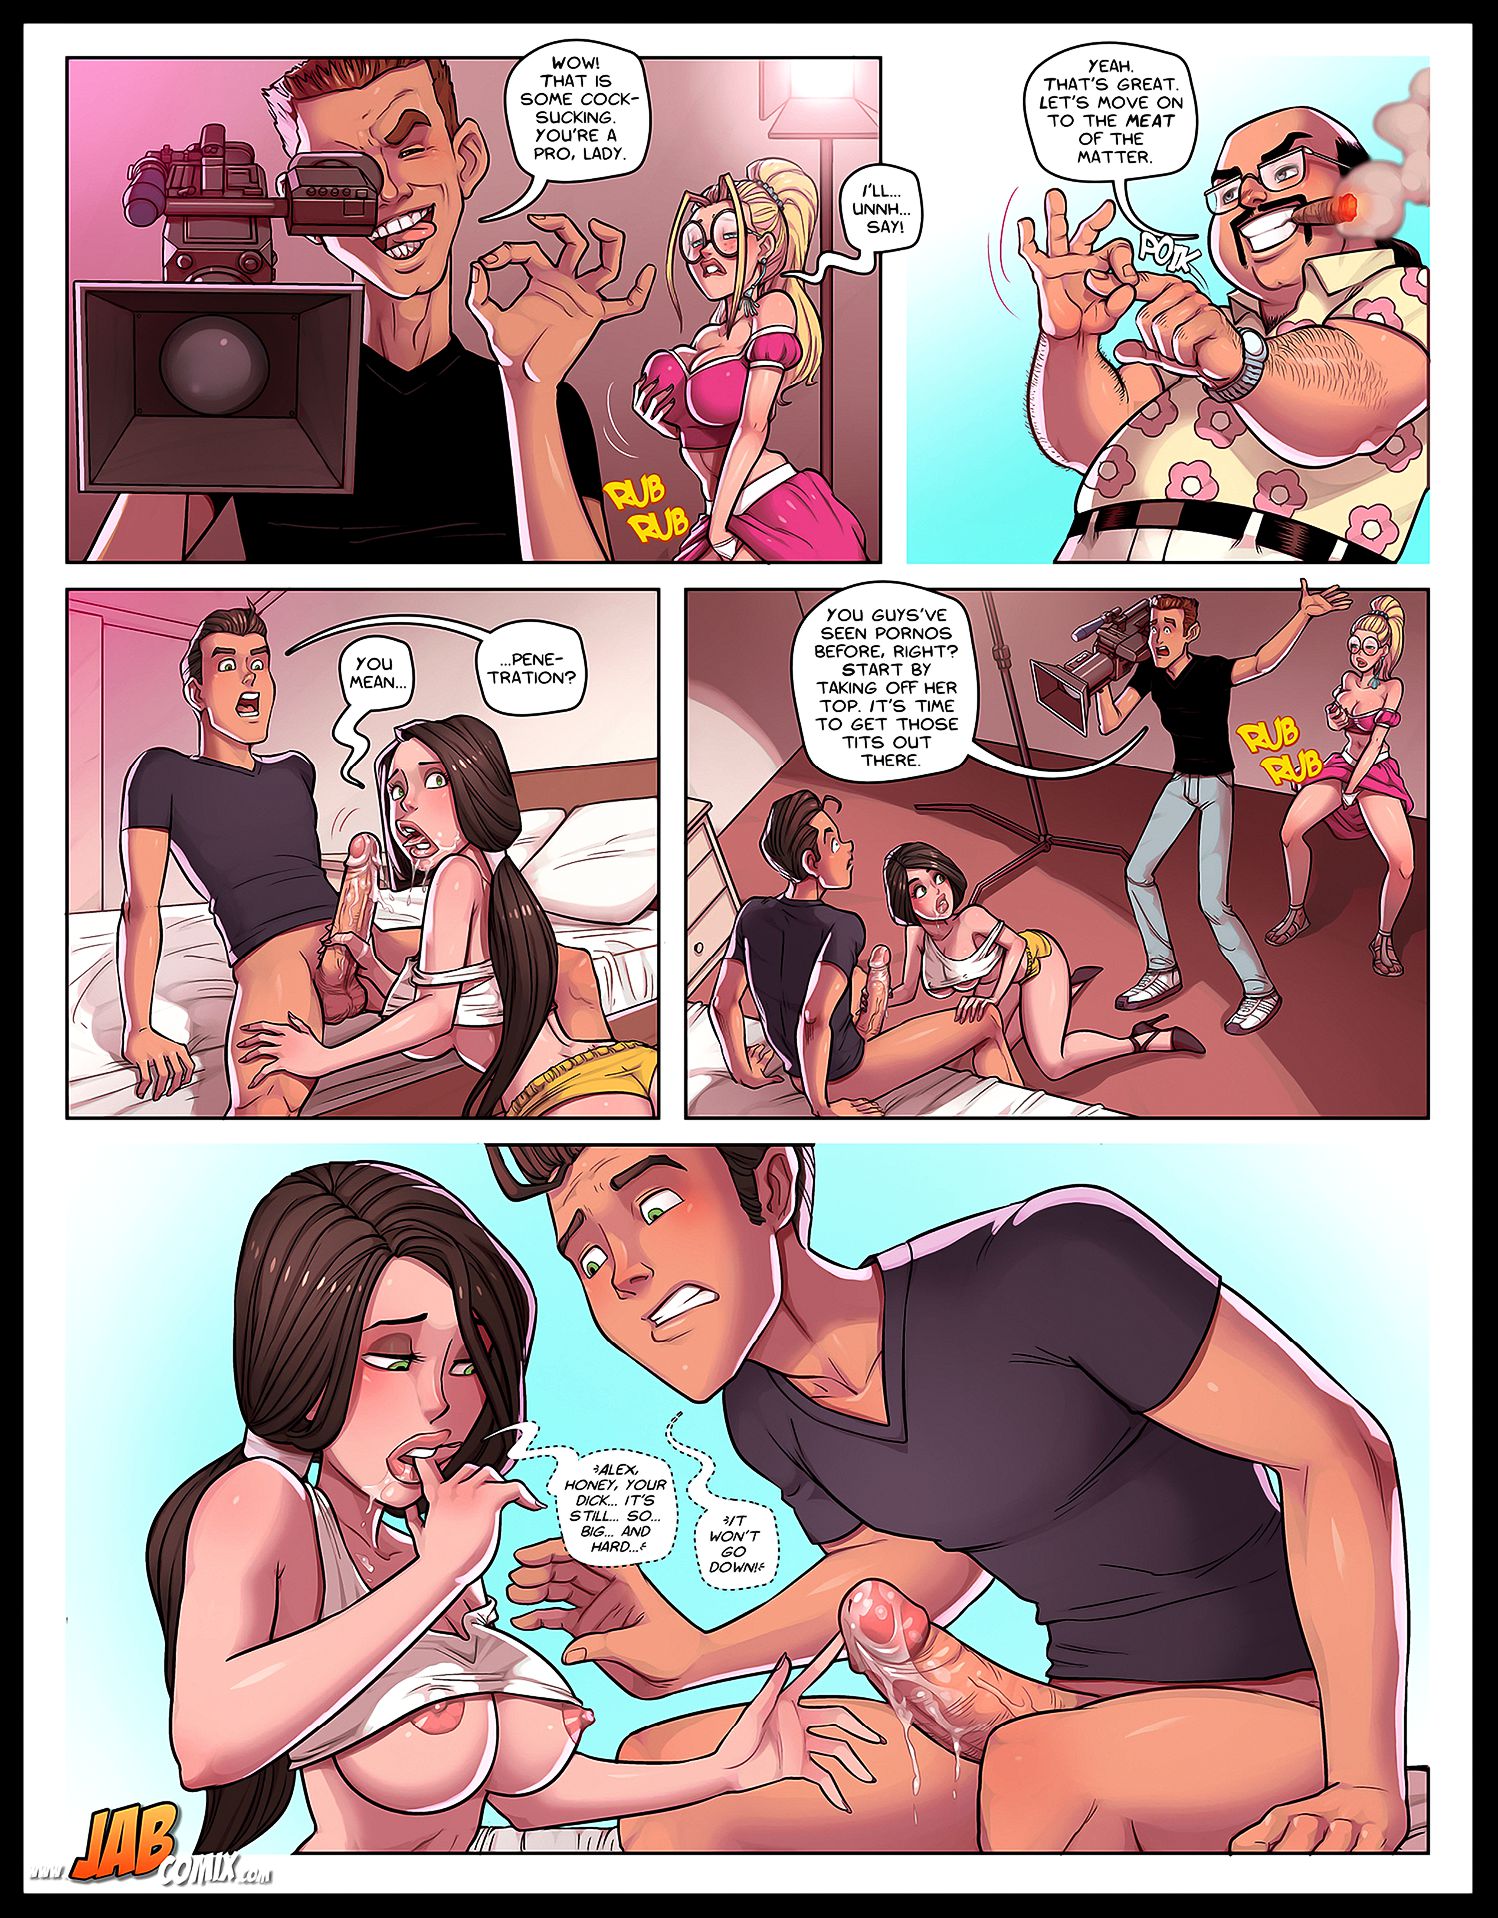 WOW!
THAT IS
SOME COCK-
SUCKING.
YOU'RE A
PRO, LADY.
I'LL...
UNNH...
SAY!
RUB
RUB
YEAH.
THAT'S GREAT.
LET'S MOVE ON
TO THE MEAT
OF THE
MATTER.
POIK
YOU
MEAN...
...PENE-
TRATION?
YOU GUYS'VE
SEEN PORNOS
BEFORE, RIGHT?
START BY
TAKING OFF HER
TOP. IT'S TIME
TO GET THOSE
TITS OUT
THERE.
RUB
RUB
ALEX,
HONEY, YOUR
DICK... IT'S
STILL... SO...
BIG... AND
HARD...
IT
WON'T
GO
DOWN!
www.JABCOMIX.com